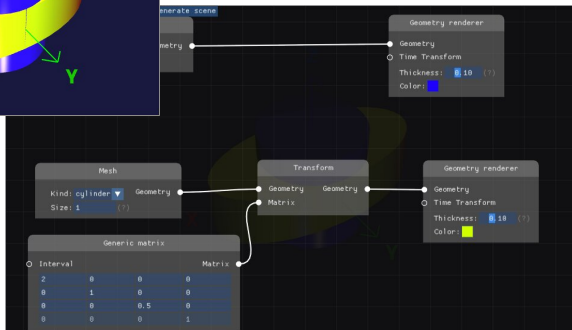 Y
enerate scene
Geometry renderer
metry
Geometry
Time Transform
Thickness: 0.10 (?)
Color:
Mesh
Kind: cylinder Geometry
Size: 1 (?)
Transform
Geometry Geometry
Matrix
Geometry renderer
Geometry
Time Transform
Thickness: 0.10 (?)
Color:
Generic matrix
Interval Matrix
2 0 0 0
0 1 0 0
0 0 0.5 0
0 0 0 1